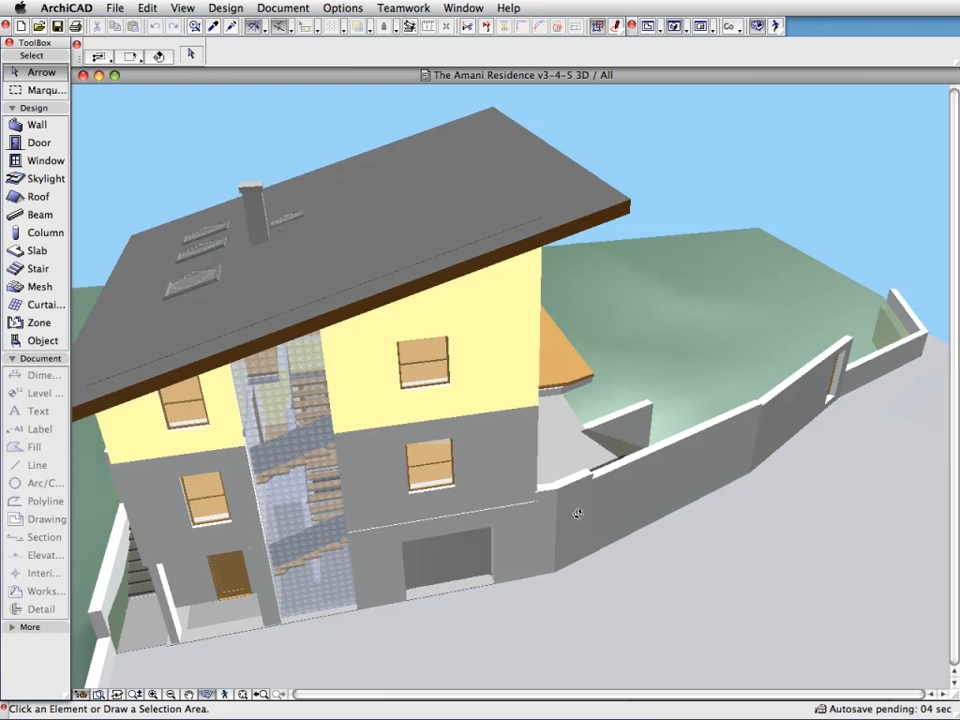 ArchiCAD File Edit View Design Document Options Teamwork Window Help
Go...
ToolBox
Select
Arrow
Marqu...
Design
Wall
Door
Window
Skylight
Roof
Beam
Column
Slab
Stair
Mesh
Curtai...
Zone
Object
Document
Dime...
Level ...
Text
Label
Fill
Line
Arc/C...
Polyline
Drawing
Section
Elevat...
Interi...
Works...
Detail
More
The Amani Residence v3-4-5 3D / All
Click an Element or Draw a Selection Area.
Autosave pending: 04 sec